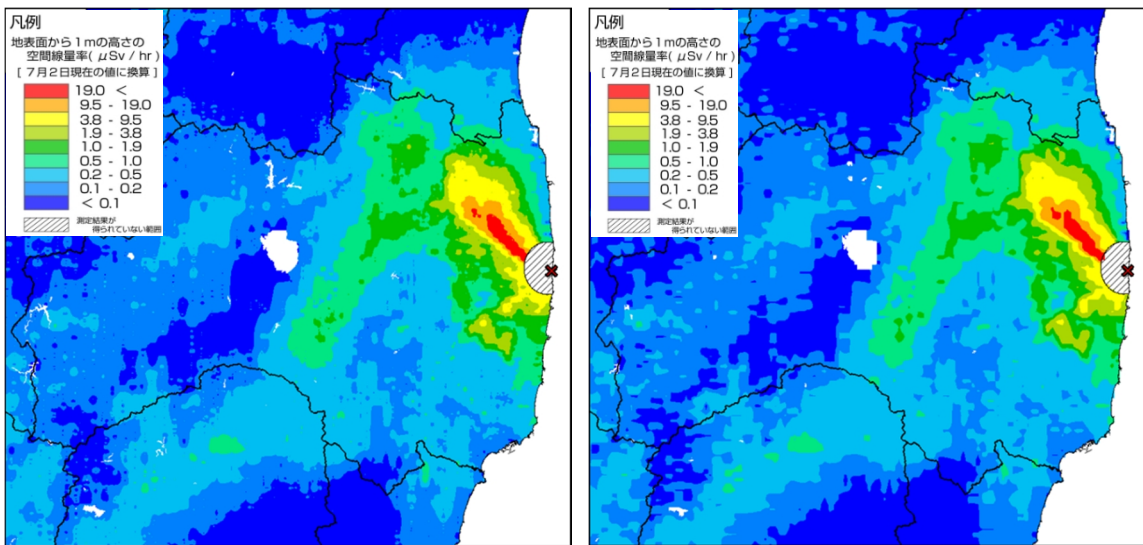 凡例
地表面から1mの高さの
空間線量率(μSv/hr)
[7月2日現在の値に換算]
19.0 <
9.5 - 19.0
3.8 - 9.5
1.9 - 3.8
1.0 - 1.9
0.5 - 1.0
0.2 - 0.5
0.1 - 0.2
< 0.1
測定結果が
得られていない範囲
凡例
地表面から1mの高さの
空間線量率(μSv/hr)
[7月2日現在の値に換算]
19.0 <
9.5 - 19.0
3.8 - 9.5
1.9 - 3.8
1.0 - 1.9
0.5 - 1.0
0.2 - 0.5
0.1 - 0.2
< 0.1
測定結果が
得られていない範囲